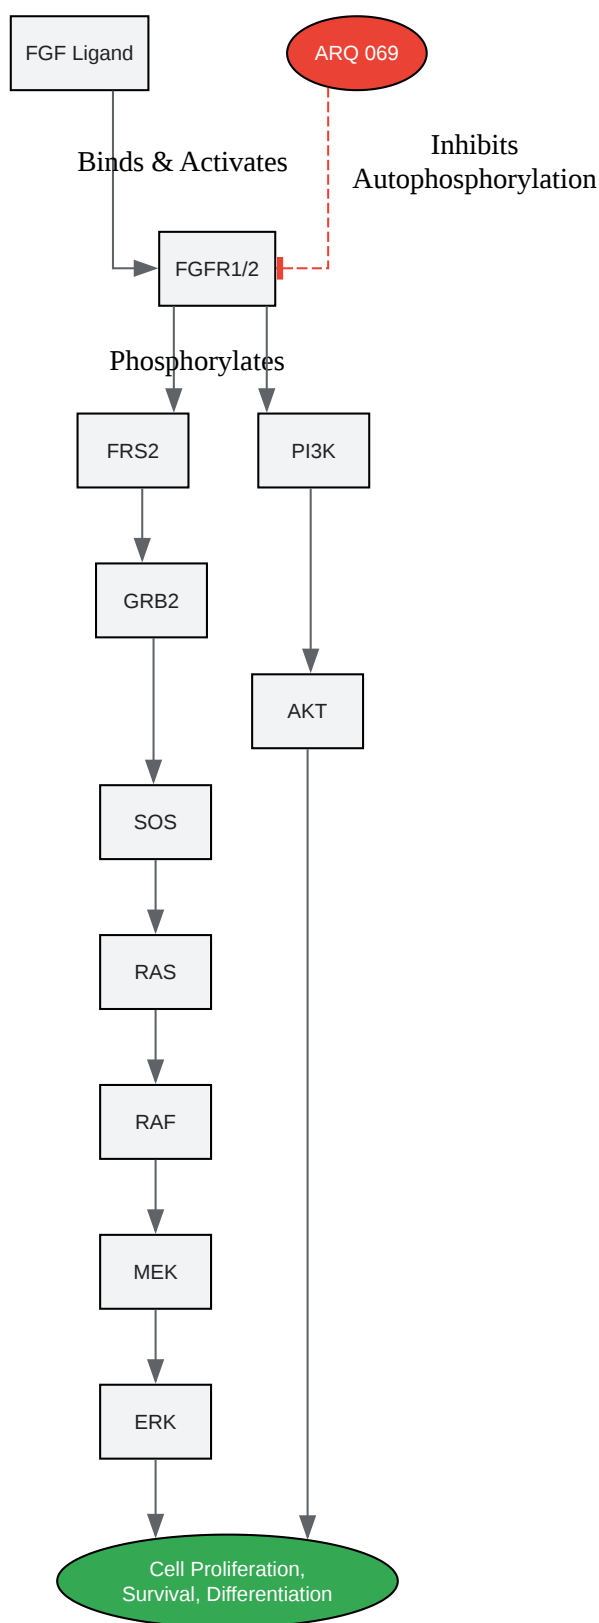 FGF Ligand
ARQ 069
Binds & Activates
Inhibits
Autophosphorylation
FGFR1/2
Phosphorylates
FRS2
PI3K
GRB2
AKT
SOS
RAS
RAF
MEK
ERK
Cell Proliferation,
Survival, Differentiation